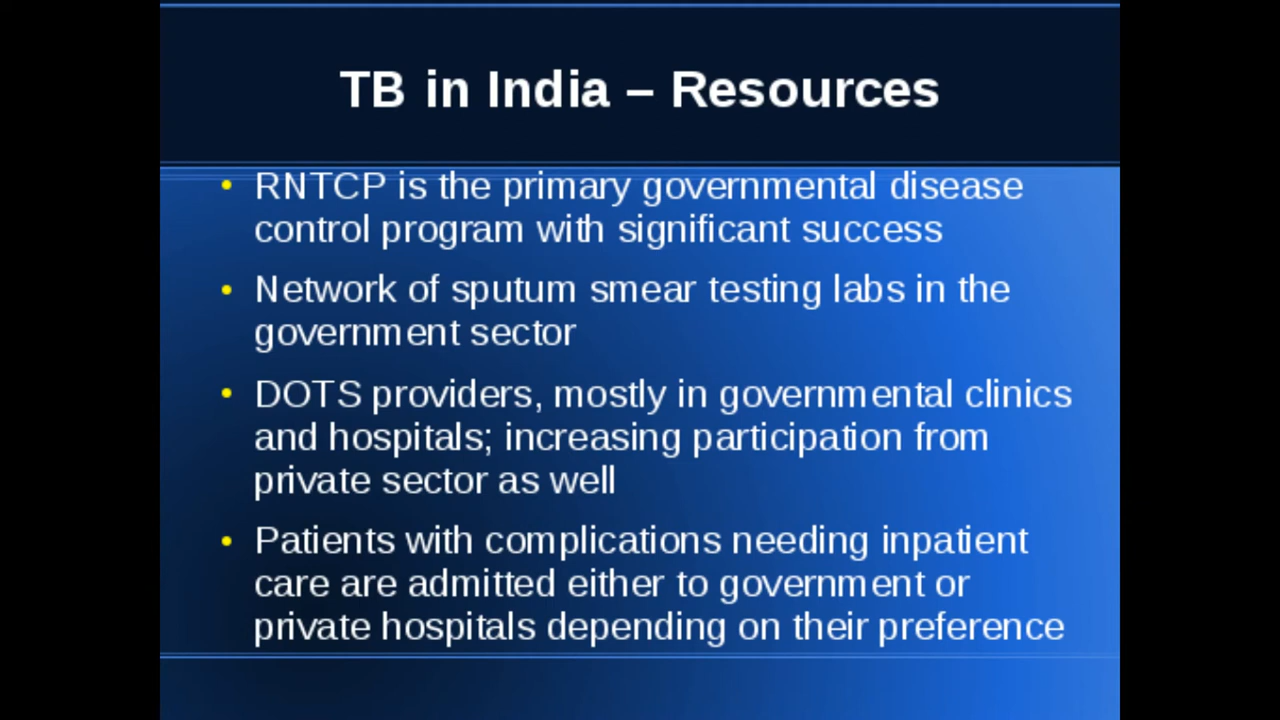 TB in India – Resources
• RNTCP is the primary governmental disease
control program with significant success
• Network of sputum smear testing labs in the
government sector
• DOTS providers, mostly in governmental clinics
and hospitals; increasing participation from
private sector as well
• Patients with complications needing inpatient
care are admitted either to government or
private hospitals depending on their preference